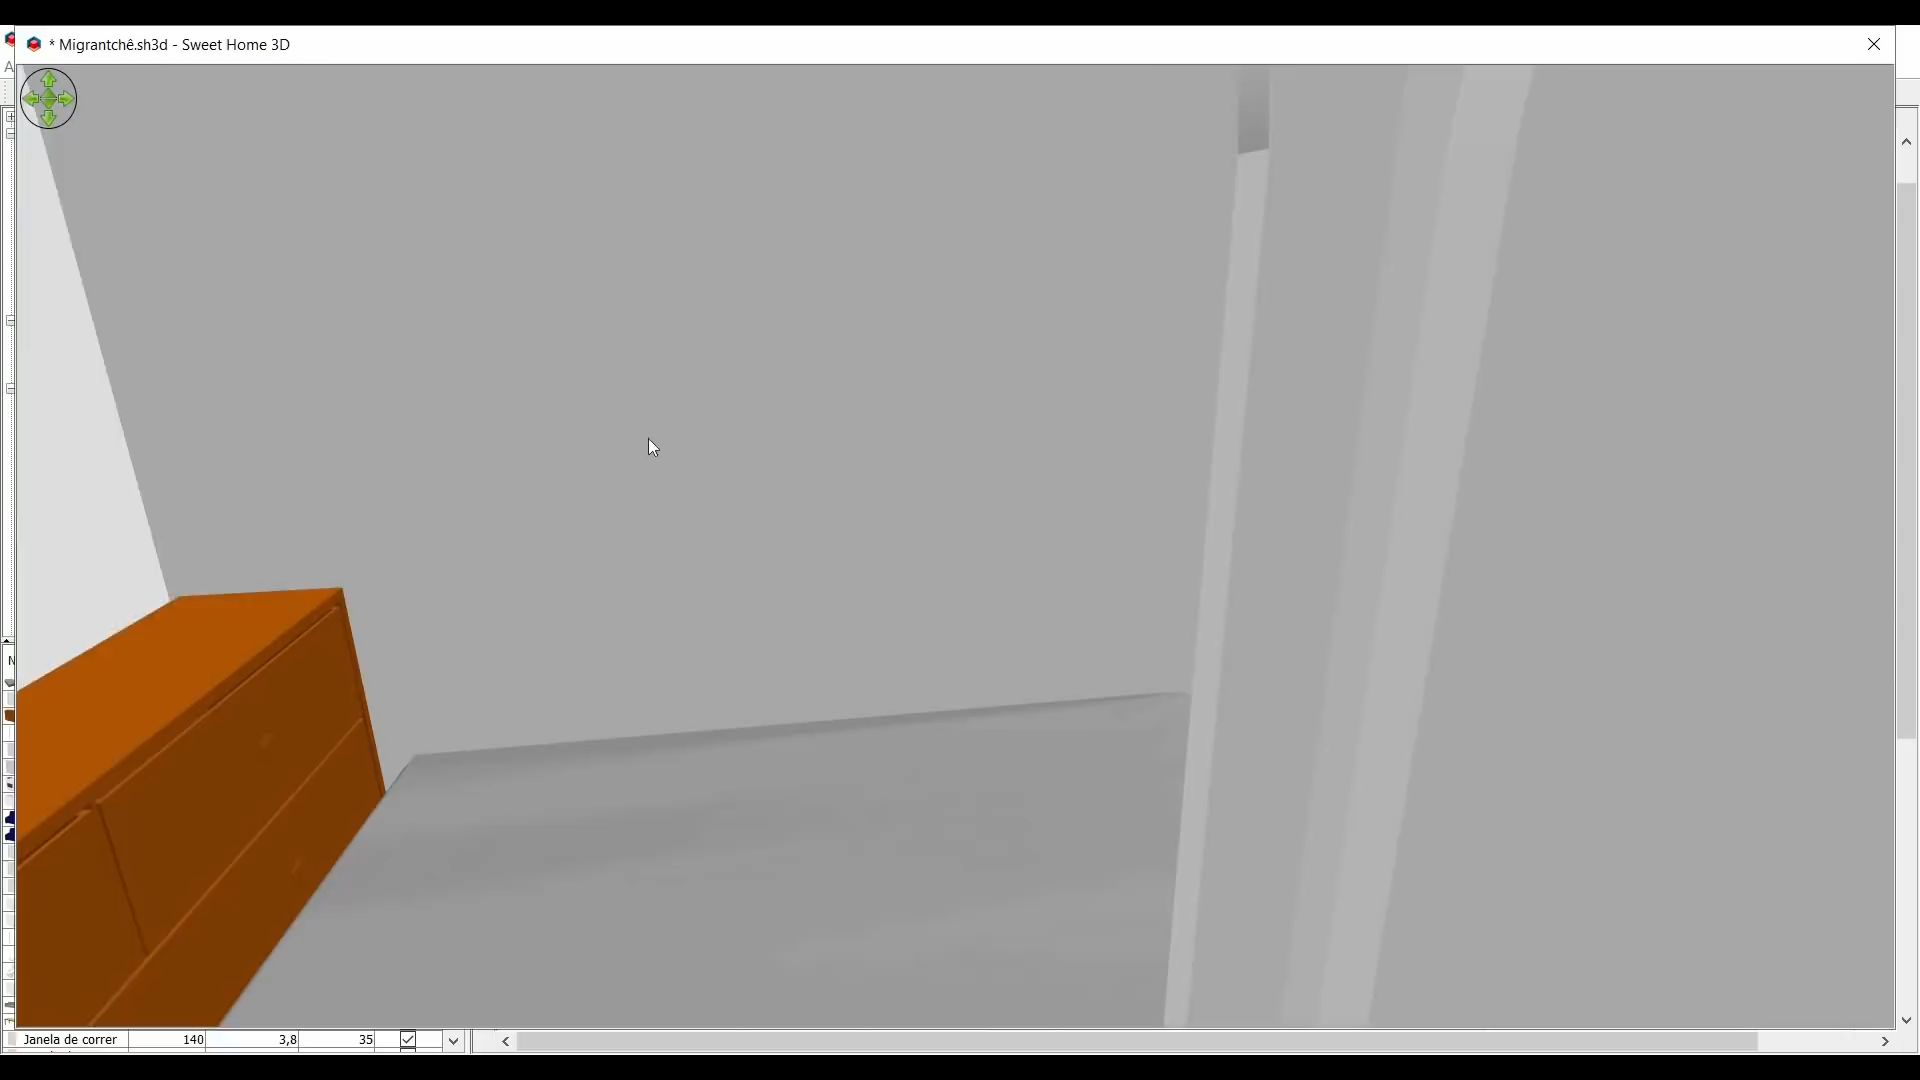 * Migrantchê.sh3d - Sweet Home 3D
A
N
Janela de correr 140 3,8 35